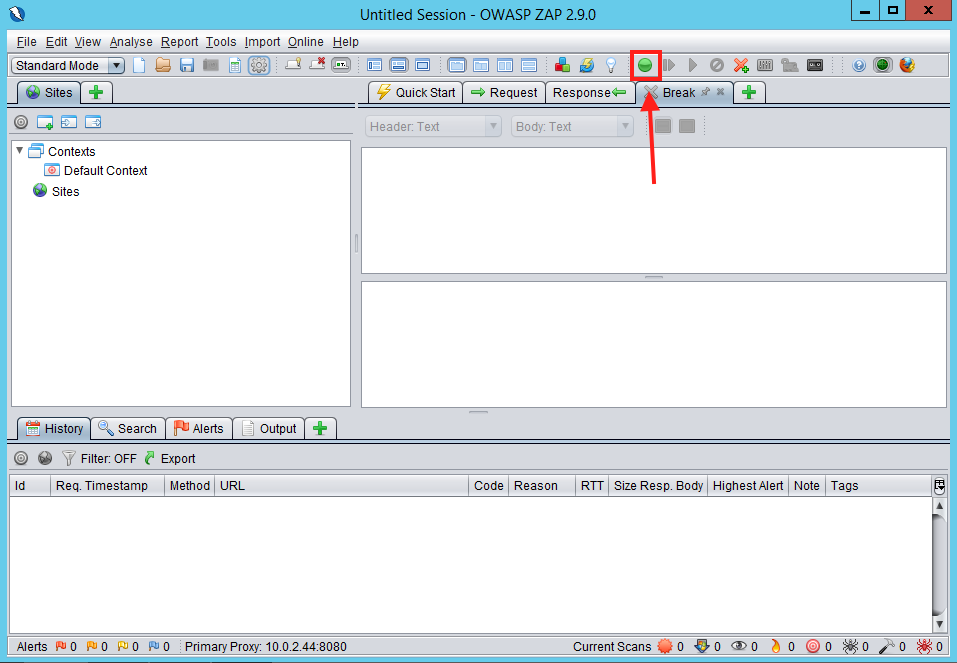 Untitled Session - OWASP ZAP 2.9.0
File Edit View Analyse Report Tools Import Online Help
Standard Mode
Sites
Quick Start Request Response Break
Header: Text Body: Text
Contexts
Default Context
Sites
History Search Alerts Output
Filter: OFF Export
Id Req. Timestamp Method URL Code Reason RTT Size Resp. Body Highest Alert Note Tags
Alerts 0 0 0 0 Primary Proxy: 10.0.2.44:8080 Current Scans 0 0 0 0 0 0 0 0